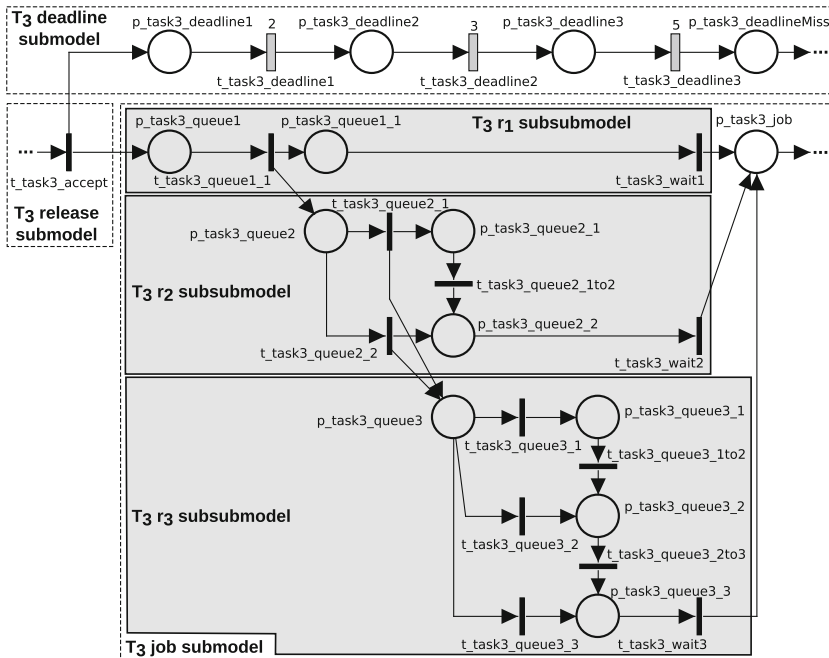 T3 deadline
submodel
p_task3_deadline1
2
p_task3_deadline2
3
p_task3_deadline3
5
p_task3_deadlineMiss
...
t_task3_deadline1
t_task3_deadline2
t_task3_deadline3
...
t_task3_accept
T3 release
submodel
p_task3_queue1
p_task3_queue1_1
T3 r1 subsubmodel
p_task3_job
...
t_task3_queue1_1
t_task3_wait1
t_task3_queue2_1
p_task3_queue2
p_task3_queue2_1
T3 r2 subsubmodel
t_task3_queue2_1to2
p_task3_queue2_2
t_task3_queue2_2
t_task3_wait2
p_task3_queue3
p_task3_queue3_1
t_task3_queue3_1
t_task3_queue3_1to2
T3 r3 subsubmodel
p_task3_queue3_2
t_task3_queue3_2
t_task3_queue3_2to3
p_task3_queue3_3
t_task3_queue3_3
t_task3_wait3
T3 job submodel